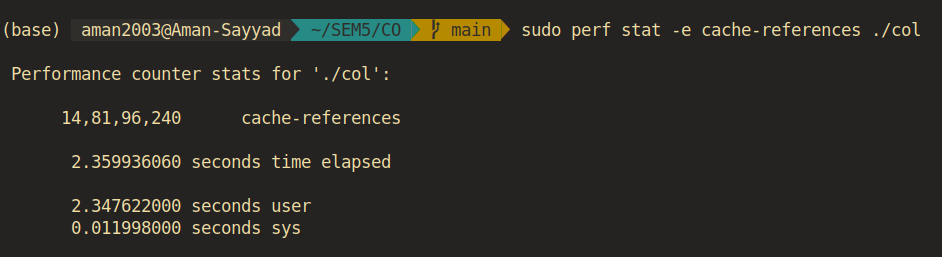 (base) aman2003@Aman-Sayyad ~/SEM5/CO main sudo perf stat -e cache-references ./col
Performance counter stats for './col':
14,81,96,240 cache-references
2.359936060 seconds time elapsed
2.347622000 seconds user
0.011998000 seconds sys